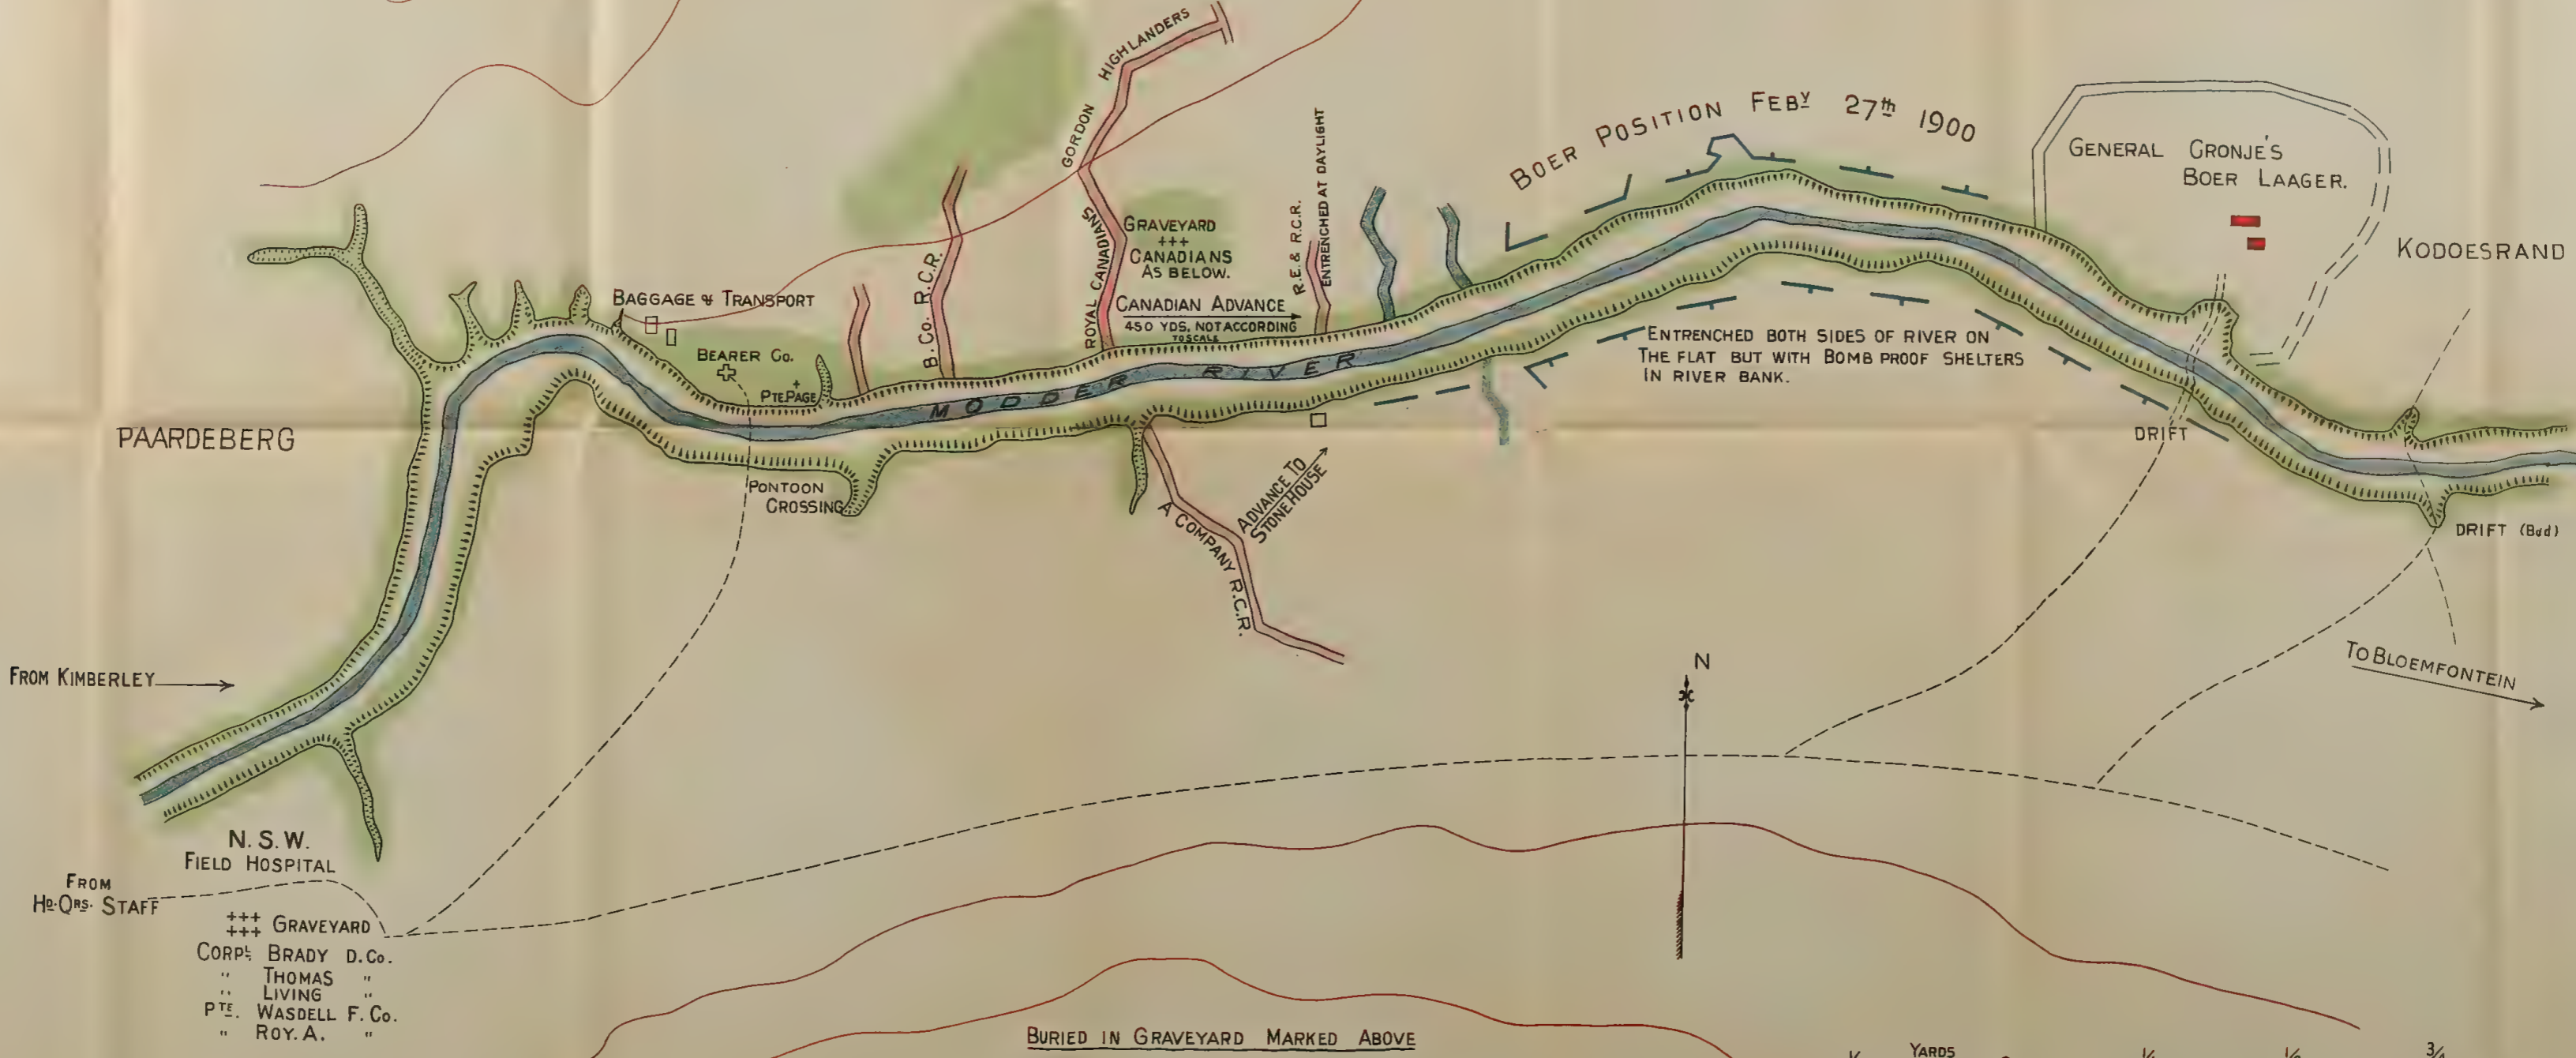 GORDON HIGHLANDERS
BOER POSITION FEBY 27th 1900
GENERAL CRONJE'S
BOER LAAGER.
KODOESRAND
ROYAL CANADIANS
GRAVEYARD
+++
CANADIANS
AS BELOW.
CANADIAN ADVANCE
450 YDS. NOT ACCORDING
TO SCALE
R.E. & R.C.R.
ENTRENCHED AT DAYLIGHT
B. Co. R.C.R.
BAGGAGE & TRANSPORT
BEARER Co.
PTE PAGE
MODDER RIVER
ENTRENCHED BOTH SIDES OF RIVER ON
THE FLAT BUT WITH BOMB PROOF SHELTERS
IN RIVER BANK.
PAARDEBERG
DRIFT
PONTOON
CROSSING
A COMPANY R.C.R.
ADVANCE TO
STONEHOUSE
DRIFT (Bad)
FROM KIMBERLEY
N
TO BLOEMFONTEIN
N.S.W.
FIELD HOSPITAL
FROM
HD. QRS. STAFF
+++
+++ GRAVEYARD
CORPL BRADY D.Co.
" THOMAS "
" LIVING "
PTE. WASDELL F.Co.
" ROY. A. "
BURIED IN GRAVEYARD MARKED ABOVE
YARDS
3/4